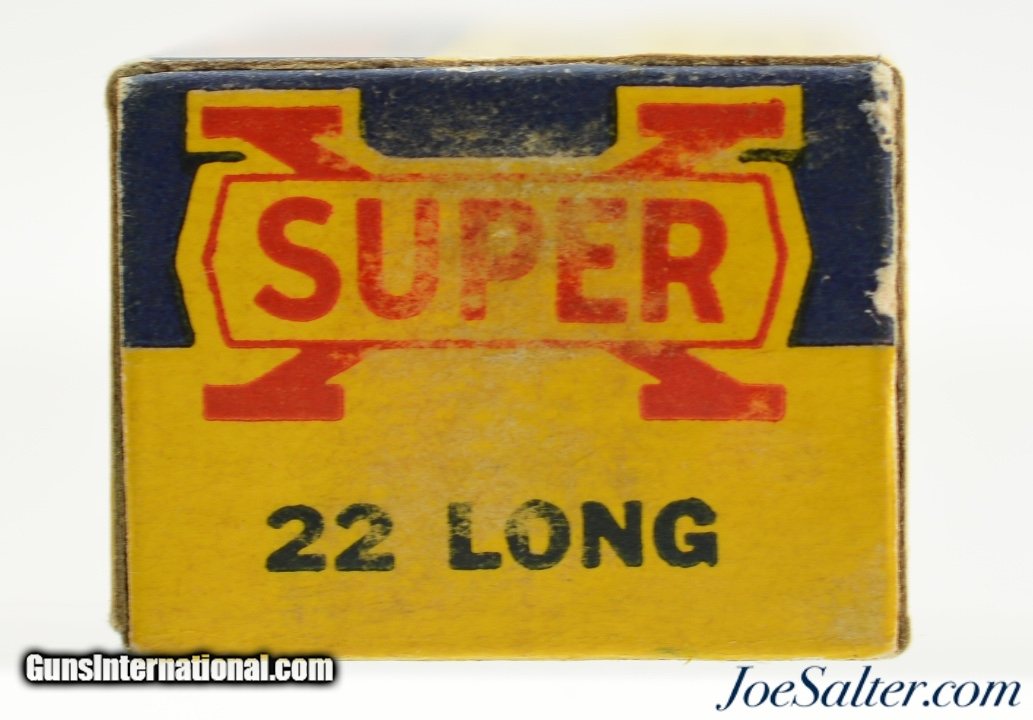 SUPER X
22 LONG
GunsInternational.com
JoeSalter.com